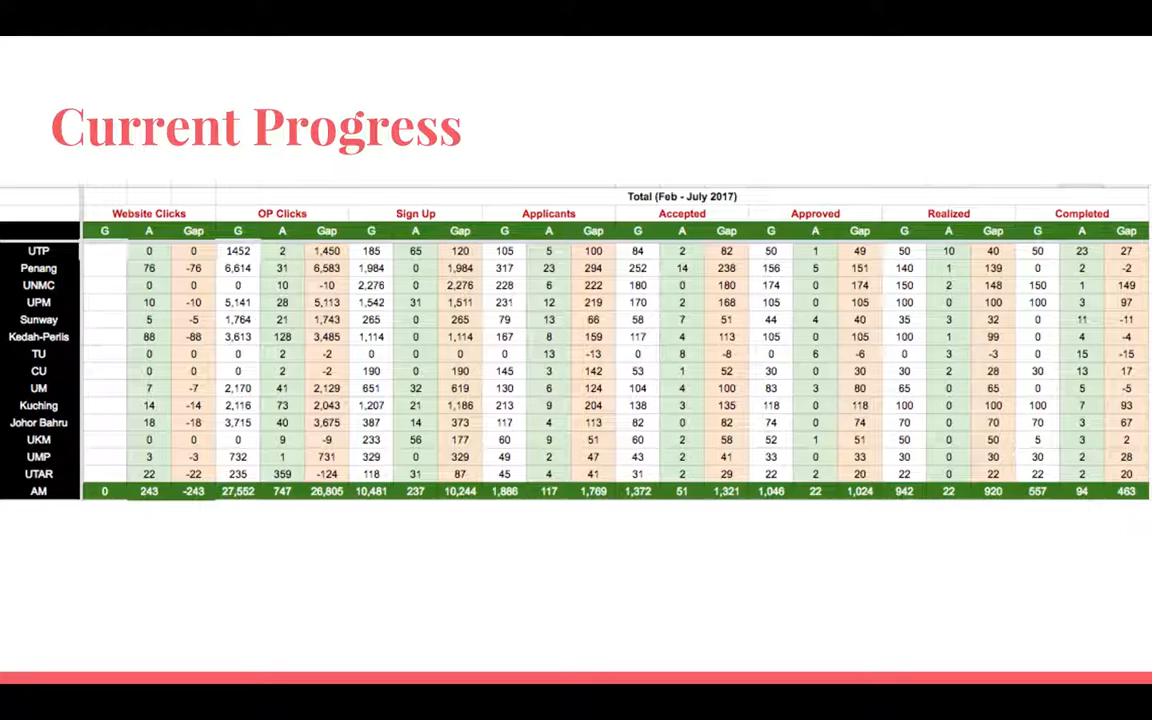 Current Progress
Total (Feb - July 2017)
Website Clicks OP Clicks Sign Up Applicants Accepted Approved Realized Completed
G A Gap G A Gap G A Gap G A Gap G A Gap G A Gap G A Gap G A Gap
UTP 0 0 1452 2 1,450 185 65 120 105 5 100 84 2 82 50 1 49 50 10 40 50 23 27
Penang 76 -76 6,614 31 6,583 1,984 0 1,984 317 23 294 252 14 238 156 5 151 140 1 139 0 2 -2
UNMC 0 0 0 10 -10 2,276 0 2,276 228 6 222 180 0 180 174 0 174 150 2 148 150 1 149
UPM 10 -10 5,141 28 5,113 1,542 31 1,511 231 12 219 170 2 168 105 0 105 100 0 100 100 3 97
Sunway 5 -5 1,764 21 1,743 265 0 265 79 13 66 58 7 51 44 4 40 35 3 32 0 11 -11
Kedah-Perlis 88 -88 3,613 128 3,485 1,114 0 1,114 167 8 159 117 4 113 105 0 105 100 1 99 0 4 -4
TU 0 0 0 2 -2 0 0 0 0 13 -13 0 8 -8 0 6 -6 0 3 -3 0 15 -15
CU 0 0 0 2 -2 190 0 190 145 3 142 53 1 52 30 0 30 30 2 28 30 13 17
UM 7 -7 2,170 41 2,129 651 32 619 130 6 124 104 4 100 83 3 80 65 0 65 0 5 -5
Kuching 14 -14 2,116 73 2,043 1,207 21 1,186 213 9 204 138 3 135 118 0 118 100 0 100 100 7 93
Johor Bahru 18 -18 3,715 40 3,675 387 14 373 117 4 113 82 0 82 74 0 74 70 0 70 70 3 67
UKM 0 0 0 9 -9 233 56 177 60 9 51 60 2 58 52 1 51 50 0 50 5 3 2
UMP 3 -3 732 1 731 329 0 329 49 2 47 43 2 41 33 0 33 30 0 30 30 2 28
UTAR 22 -22 235 359 -124 118 31 87 45 4 41 31 2 29 22 2 20 22 0 22 22 2 20
AM 0 243 -243 27,552 747 26,805 10,481 237 10,244 1,886 117 1,769 1,372 51 1,321 1,046 22 1,024 942 22 920 557 94 463